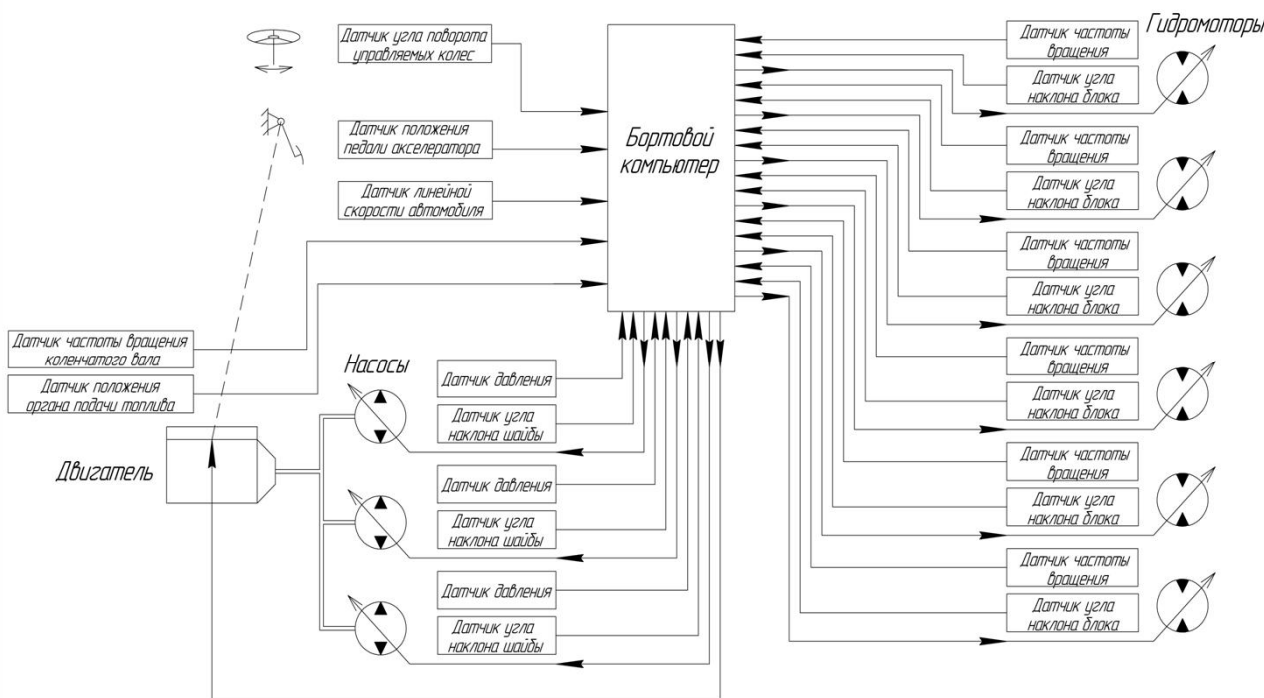 Датчик угла поворота
управляемых колес
Датчик положения
педали акселератора
Датчик линейной
скорости автомобиля
Датчик частоты вращения
коленчатого вала
Датчик положения
органа подачи топлива
Двигатель
Насосы
Датчик давления
Датчик угла
наклона шайбы
Датчик давления
Датчик угла
наклона шайбы
Датчик давления
Датчик угла
наклона шайбы
Бортовой
компьютер
Гидромоторы
Датчик частоты
вращения
Датчик угла
наклона блока
Датчик частоты
вращения
Датчик угла
наклона блока
Датчик частоты
вращения
Датчик угла
наклона блока
Датчик частоты
вращения
Датчик угла
наклона блока
Датчик частоты
вращения
Датчик угла
наклона блока
Датчик частоты
вращения
Датчик угла
наклона блока